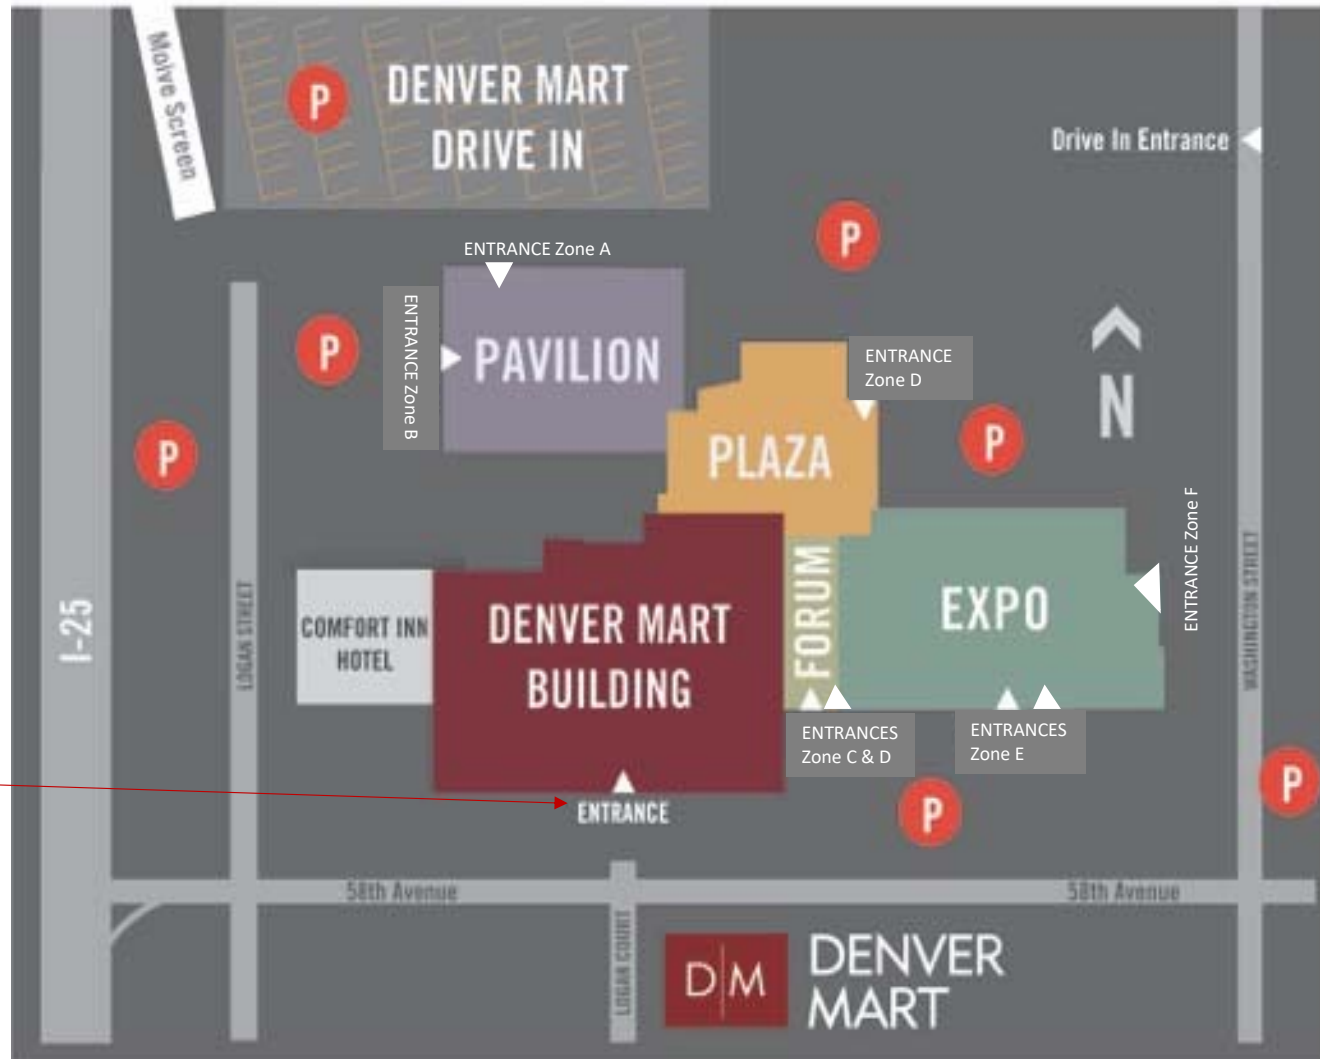 Moive Screen
P
DENVER MART
DRIVE IN
Drive In Entrance
P
ENTRANCE Zone A
ENTRANCE Zone B
P
PAVILION
ENTRANCE
Zone D
N
P
PLAZA
P
ENTRANCE Zone F
I-25
LOGAN STREET
COMFORT INN
HOTEL
DENVER MART
BUILDING
FORUM
EXPO
WASHINGTON STREET
ENTRANCES
Zone C & D
ENTRANCES
Zone E
P
P
ENTRANCE
58th Avenue
58th Avenue
LOGAN COURT
D|M
DENVER
MART